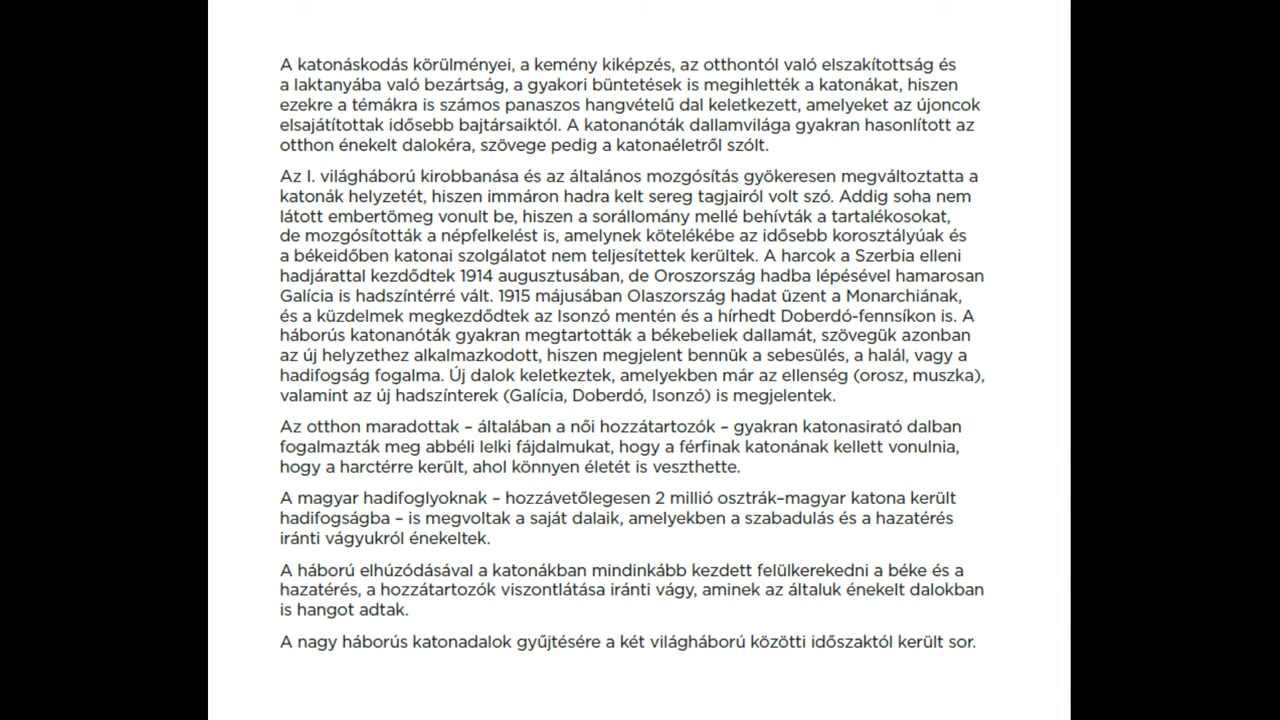 A katonáskodás körülményei, a kemény kiképzés, az otthontól való elszakítottság és
a laktanyába való bezártság, a gyakori büntetések is megihlették a katonákat, hiszen
ezekre a témákra is számos panaszos hangvételű dal keletkezett, amelyeket az újoncok
elsajátítottak idősebb bajtársaiktól. A katonanóták dallamvilága gyakran hasonlított az
otthon énekelt dalokéra, szövege pedig a katonaéletről szólt.
Az I. világháború kirobbanása és az általános mozgósítás gyökeresen megváltoztatta a
katonák helyzetét, hiszen immáron hadra kelt sereg tagjairól volt szó. Addig soha nem
látott embertömeg vonult be, hiszen a sorállomány mellé behívták a tartalékosokat,
de mozgósították a népfelkelést is, amelynek kötelékébe az idősebb korosztályúak és
a békeidőben katonai szolgálatot nem teljesítettek kerültek. A harcok a Szerbia elleni
hadjárattal kezdődtek 1914 augusztusában, de Oroszország hadba lépésével hamarosan
Galícia is hadszíntérré vált. 1915 májusában Olaszország hadat üzent a Monarchiának,
és a küzdelmek megkezdődtek az Isonzó mentén és a hírhedt Doberdó-fennsíkon is. A
háborús katonanóták gyakran megtartották a békebeliek dallamát, szövegük azonban
az új helyzethez alkalmazkodott, hiszen megjelent bennük a sebesülés, a halál, vagy a
hadifogság fogalma. Új dalok keletkeztek, amelyekben már az ellenség (orosz, muszka),
valamint az új hadszínterek (Galícia, Doberdó, Isonzó) is megjelentek.
Az otthon maradottak – általában a női hozzátartozók – gyakran katonasirató dalban
fogalmazták meg abbéli lelki fájdalmukat, hogy a férfinak katonának kellett vonulnia,
hogy a harctérre került, ahol könnyen életét is veszthette.
A magyar hadifoglyoknak – hozzávetőlegesen 2 millió osztrák–magyar katona került
hadifogságba – is megvoltak a saját dalaik, amelyekben a szabadulás és a hazatérés
iránti vágyukról énekeltek.
A háború elhúzódásával a katonákban mindinkább kezdett felülkerekedni a béke és a
hazatérés, a hozzátartozók viszontlátása iránti vágy, aminek az általuk énekelt dalokban
is hangot adtak.
A nagy háborús katonadalok gyűjtésére a két világháború közötti időszaktól került sor.